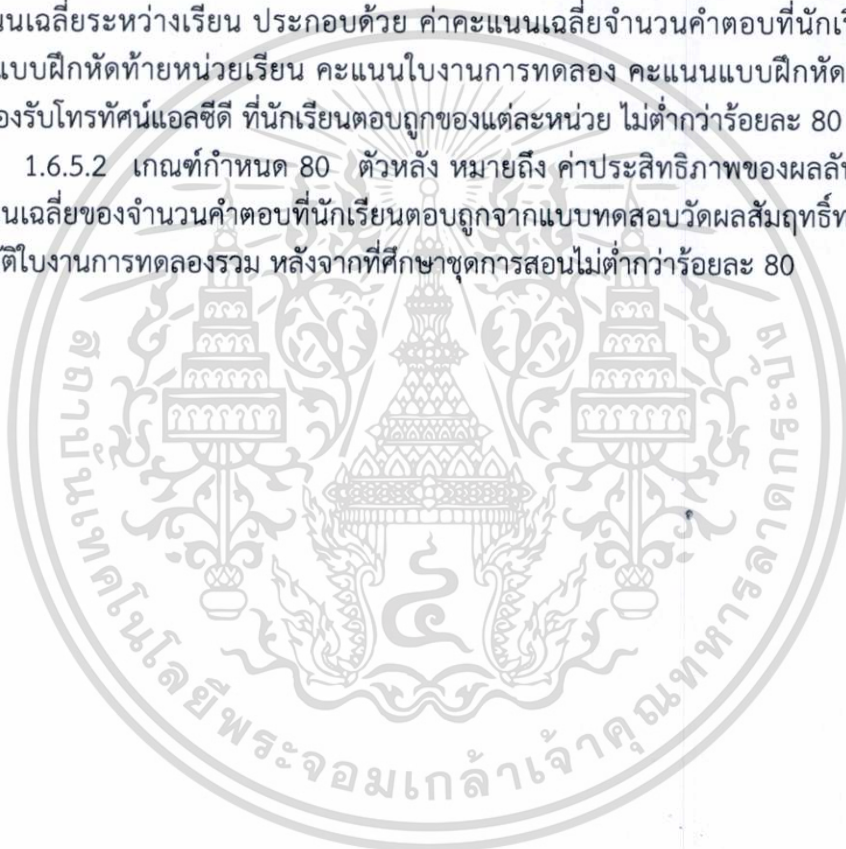 นนเฉลี่ยระหว่างเรียน ประกอบด้วย ค่าคะแนนเฉลี่ยจำนวนคำตอบที่นักเรี
แบบฝึกหัดท้ายหน่วยเรียน คะแนนใบงานการทดลอง คะแนนแบบฝึกหัด
องรับโทรทัศน์แอลซีดี ที่นักเรียนตอบถูกของแต่ละหน่วย ไม่ต่ำกว่าร้อยละ 80
1.6.5.2 เกณฑ์กำหนด 80 ตัวหลัง หมายถึง ค่าประสิทธิภาพของผลลั
นเฉลี่ยของจำนวนคำตอบที่นักเรียนตอบถูกจากแบบทดสอบวัดผลสัมฤทธิ์ท
ติใบงานการทดลองรวม หลังจากที่ศึกษาชุดการสอนไม่ต่ำกว่าร้อยละ 80
สถาบันเทคโนโลยีพระจอมเกล้าเจ้าคุณทหารลาดกระบัง